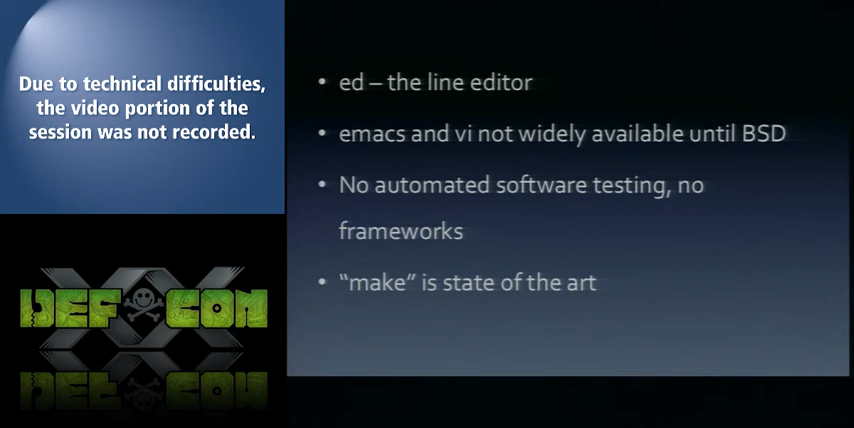 Due to technical difficulties,
the video portion of the
session was not recorded.
XX
DEF CON
• ed – the line editor
• emacs and vi not widely available until BSD
• No automated software testing, no
frameworks
• “make” is state of the art